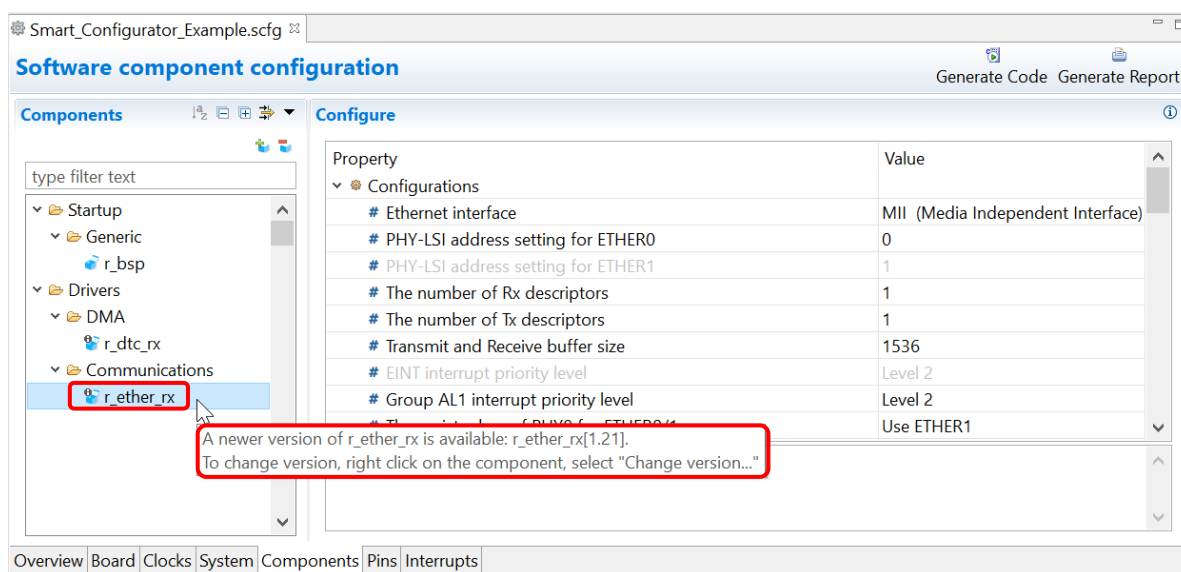 Smart_Configurator_Example.scfg
Software component configuration
Generate Code Generate Report
Components
Configure
type filter text
Startup
Generic
r_bsp
Drivers
DMA
r_dtc_rx
Communications
r_ether_rx
Property Value
Configurations
# Ethernet interface MII (Media Independent Interface)
# PHY-LSI address setting for ETHER0 0
# PHY-LSI address setting for ETHER1 1
# The number of Rx descriptors 1
# The number of Tx descriptors 1
# Transmit and Receive buffer size 1536
# EINT interrupt priority level Level 2
# Group AL1 interrupt priority level Level 2
Use ETHER1
A newer version of r_ether_rx is available: r_ether_rx[1.21].
To change version, right click on the component, select "Change version..."
Overview Board Clocks System Components Pins Interrupts